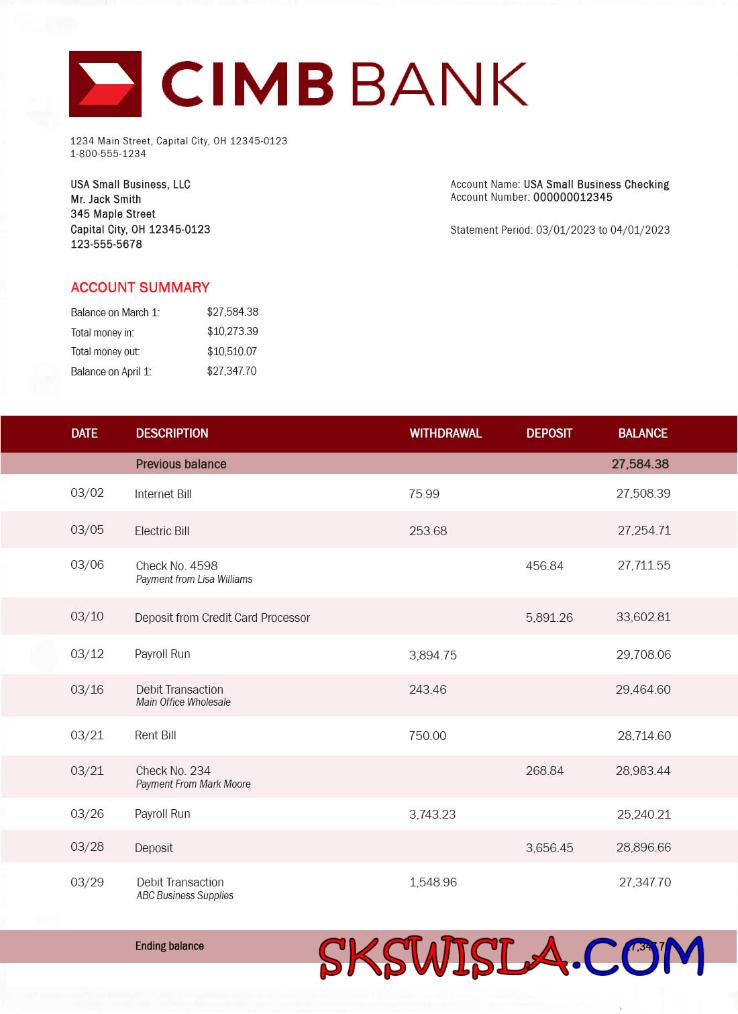 CIMB BANK
1234 Main Street, Capital City, OH 12345-0123
1-800-555-1234
USA Small Business, LLC
Mr. Jack Smith
345 Maple Street
Capital City, OH 12345-0123
123-555-5678
Account Name: USA Small Business Checking
Account Number: 000000012345
Statement Period: 03/01/2023 to 04/01/2023
ACCOUNT SUMMARY
Balance on March 1: $27,584.38
Total money in: $10,273.39
Total money out: $10,510.07
Balance on April 1: $27,347.70
DATE DESCRIPTION WITHDRAWAL DEPOSIT BALANCE
Previous balance 27,584.38
03/02 Internet Bill 75.99 27,508.39
03/05 Electric Bill 253.68 27,254.71
03/06 Check No. 4598 456.84 27,711.55
Payment from Lisa Williams
03/10 Deposit from Credit Card Processor 5,891.26 33,602.81
03/12 Payroll Run 3,894.75 29,708.06
03/16 Debit Transaction 243.46 29,464.60
Main Office Wholesale
03/21 Rent Bill 750.00 28,714.60
03/21 Check No. 234 268.84 28,983.44
Payment From Mark Moore
03/26 Payroll Run 3,743.23 25,240.21
03/28 Deposit 3,656.45 28,896.66
03/29 Debit Transaction 1,548.96 27,347.70
ABC Business Supplies
Ending balance
SKSWISLA.COM